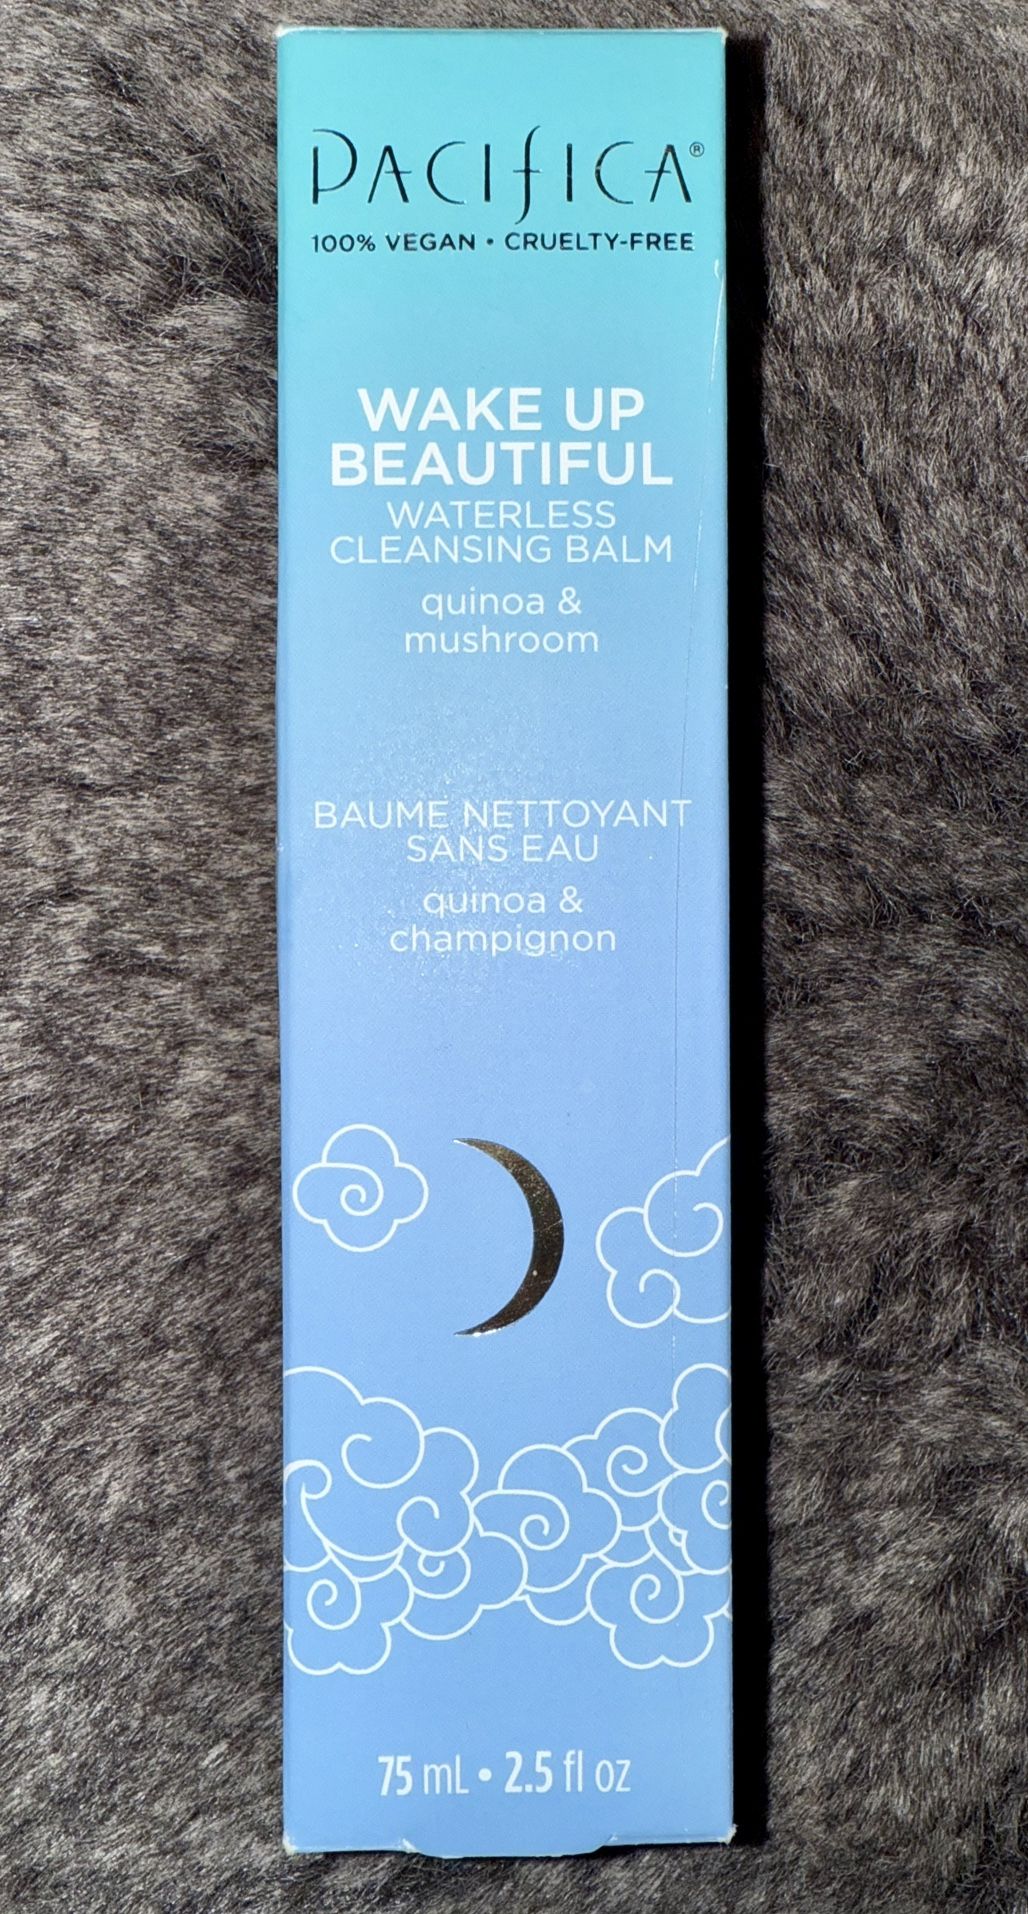 PACIFICA®
100% VEGAN • CRUELTY-FREE
WAKE UP
BEAUTIFUL
WATERLESS
CLEANSING BALM
quinoa &
mushroom
BAUME NETTOYANT
SANS EAU
quinoa &
champignon
75 mL • 2.5 fl oz